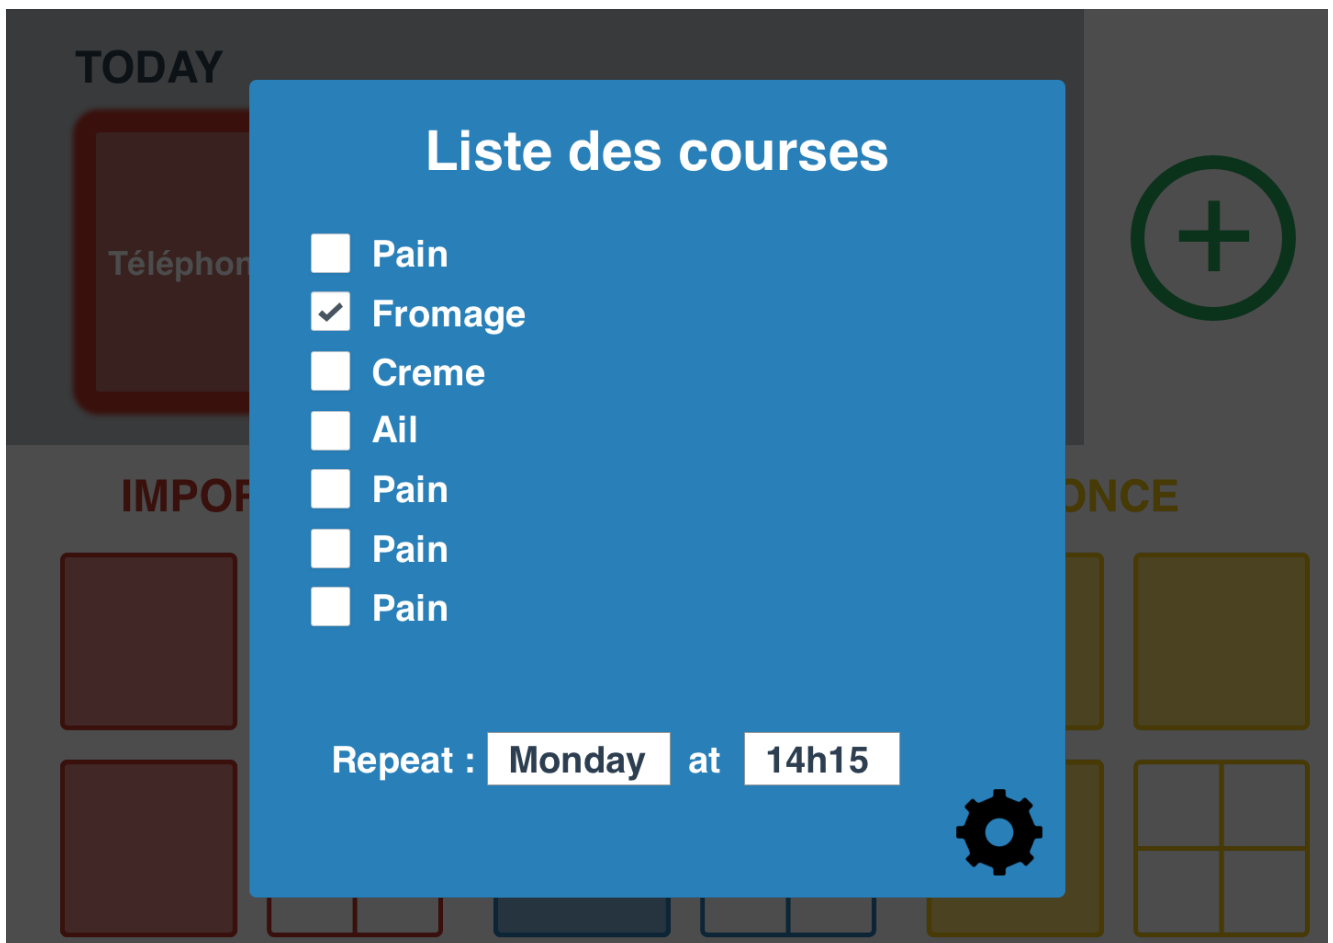 TODAY
Liste des courses
Téléphon
Pain
Fromage
Creme
Ail
Pain
Pain
Pain
IMPOR
ONCE
Repeat : Monday at 14h15